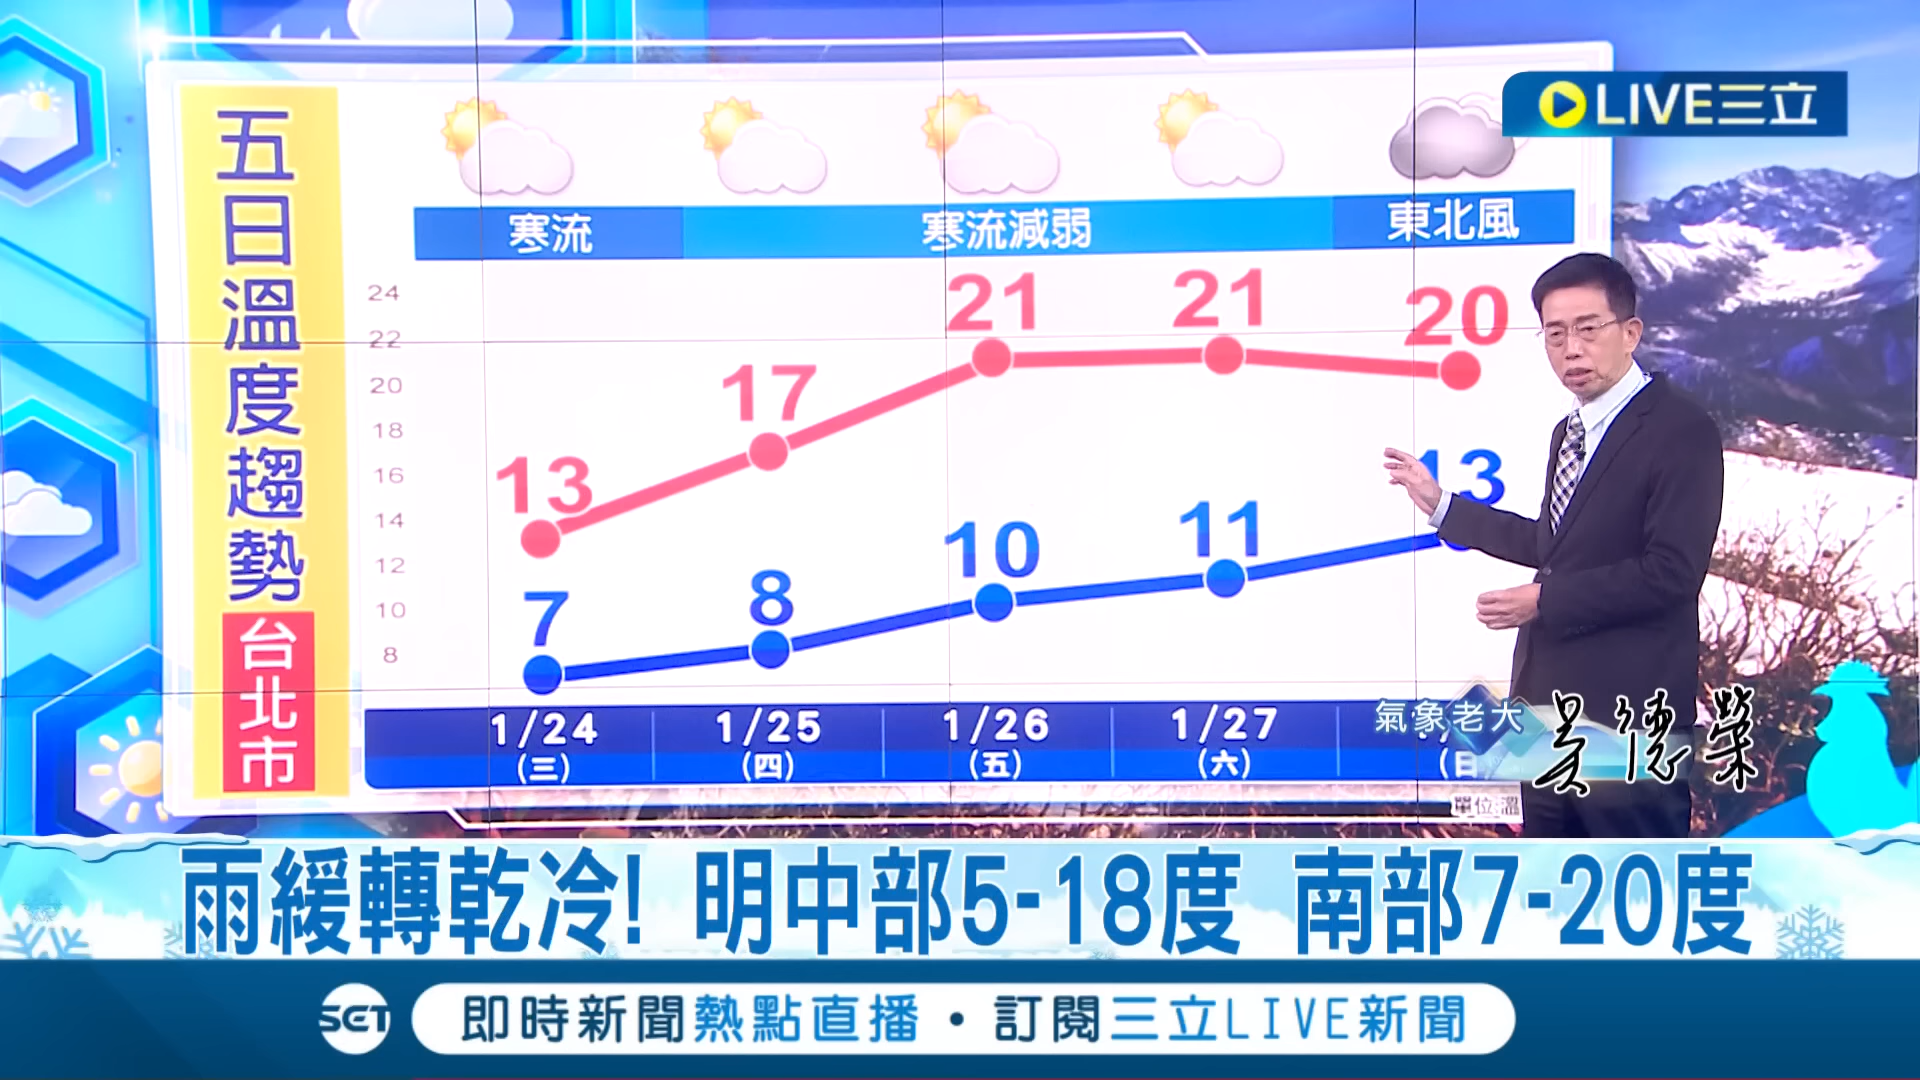 LIVE三立
五日溫度趨勢
台北市
寒流
寒流減弱
東北風
24
22
20
18
16
14
12
10
8
13
17
21
21
20
7
8
10
11
13
1/24
(三)
1/25
(四)
1/26
(五)
1/27
(六)
(日
單位:溫
氣象老大
吳德榮
雨緩轉乾冷! 明中部5-18度 南部7-20度
SET
即時新聞熱點直播・訂閱三立LIVE新聞